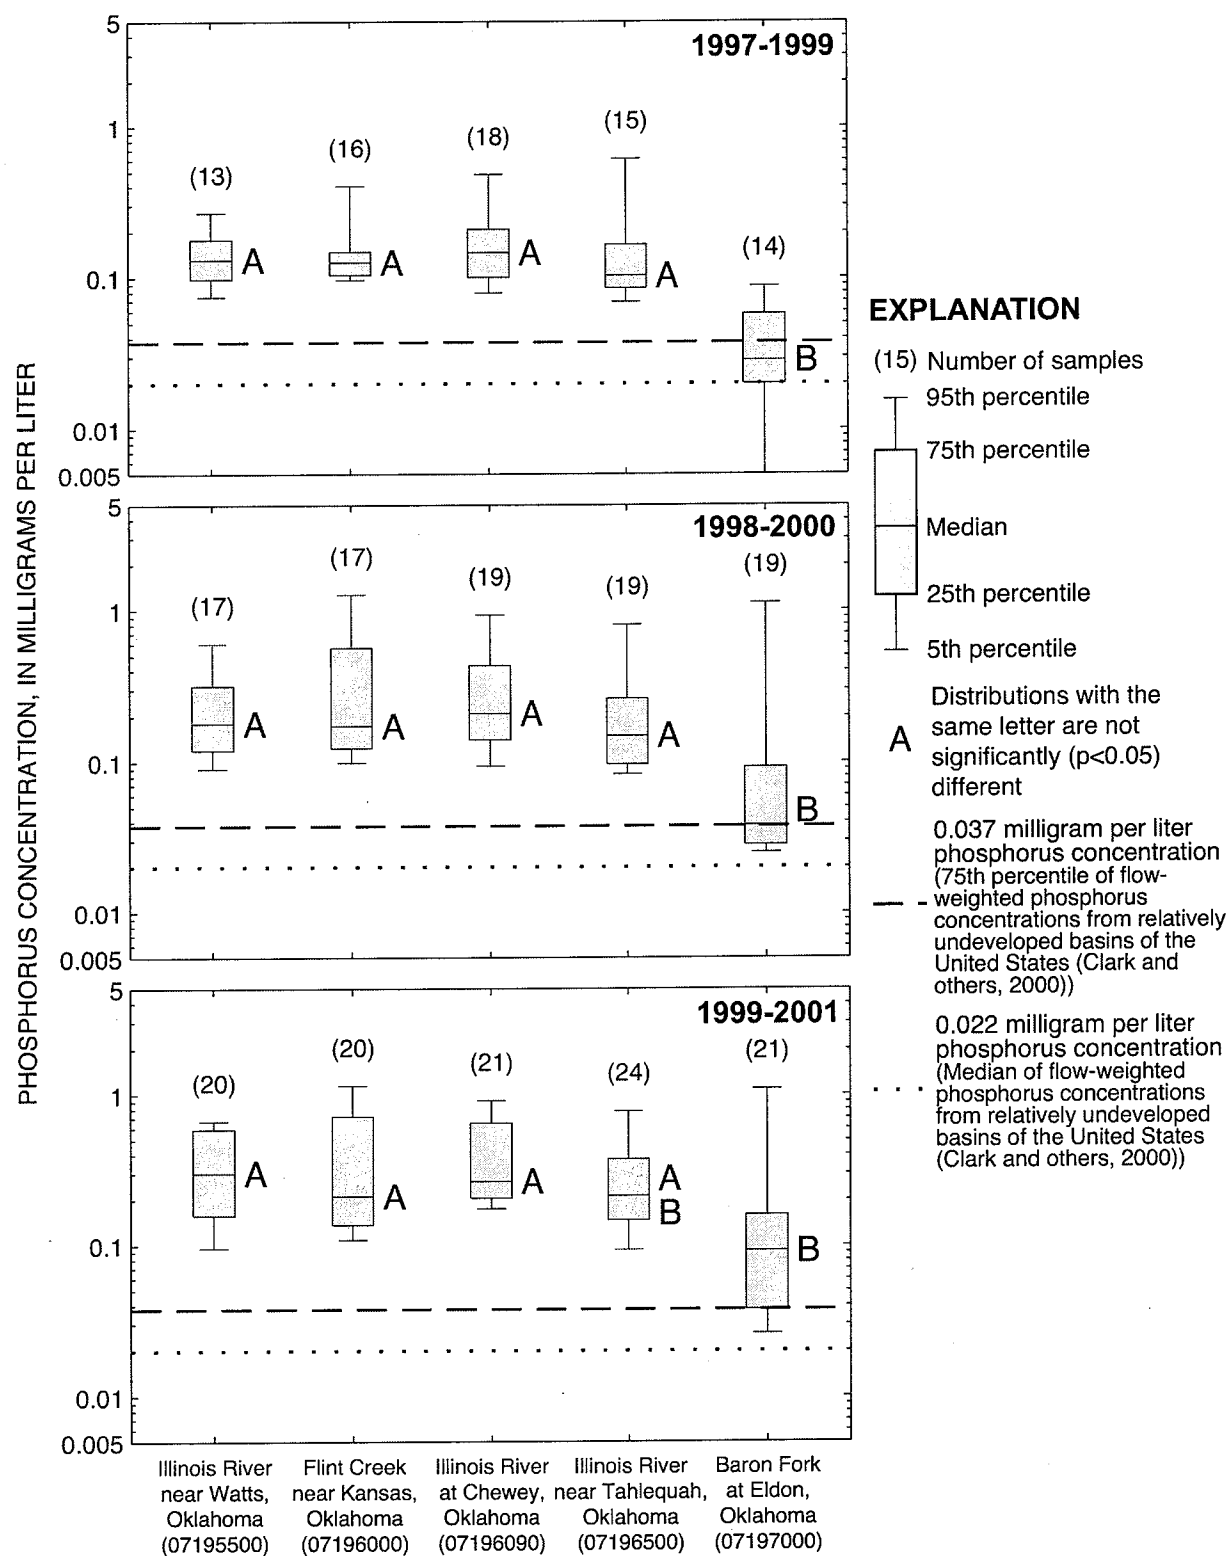 PHOSPHORUS CONCENTRATION, IN MILLIGRAMS PER LITER
5
1
0.1
0.01
0.005
1997-1999
(13)
(16)
(18)
(15)
(14)
A
A
A
A
B
5
1
0.1
0.01
0.005
1998-2000
(17)
(17)
(19)
(19)
(19)
A
A
A
A
B
5
1
0.1
0.01
0.005
1999-2001
(20)
(20)
(21)
(24)
(21)
A
A
A
A
B
B
Illinois River
near Watts,
Oklahoma
(07195500)
Flint Creek
near Kansas,
Oklahoma
(07196000)
Illinois River
at Chewey,
Oklahoma
(07196090)
Illinois River
near Tahlequah,
Oklahoma
(07196500)
Baron Fork
at Eldon,
Oklahoma
(07197000)
EXPLANATION
(15) Number of samples
95th percentile
75th percentile
Median
25th percentile
5th percentile
A
Distributions with the
same letter are not
significantly (p<0.05)
different
0.037 milligram per liter
phosphorus concentration
(75th percentile of flow-
weighted phosphorus
concentrations from relatively
undeveloped basins of the
United States (Clark and
others, 2000))
0.022 milligram per liter
phosphorus concentration
(Median of flow-weighted
phosphorus concentrations
from relatively undeveloped
basins of the United States
(Clark and others, 2000))